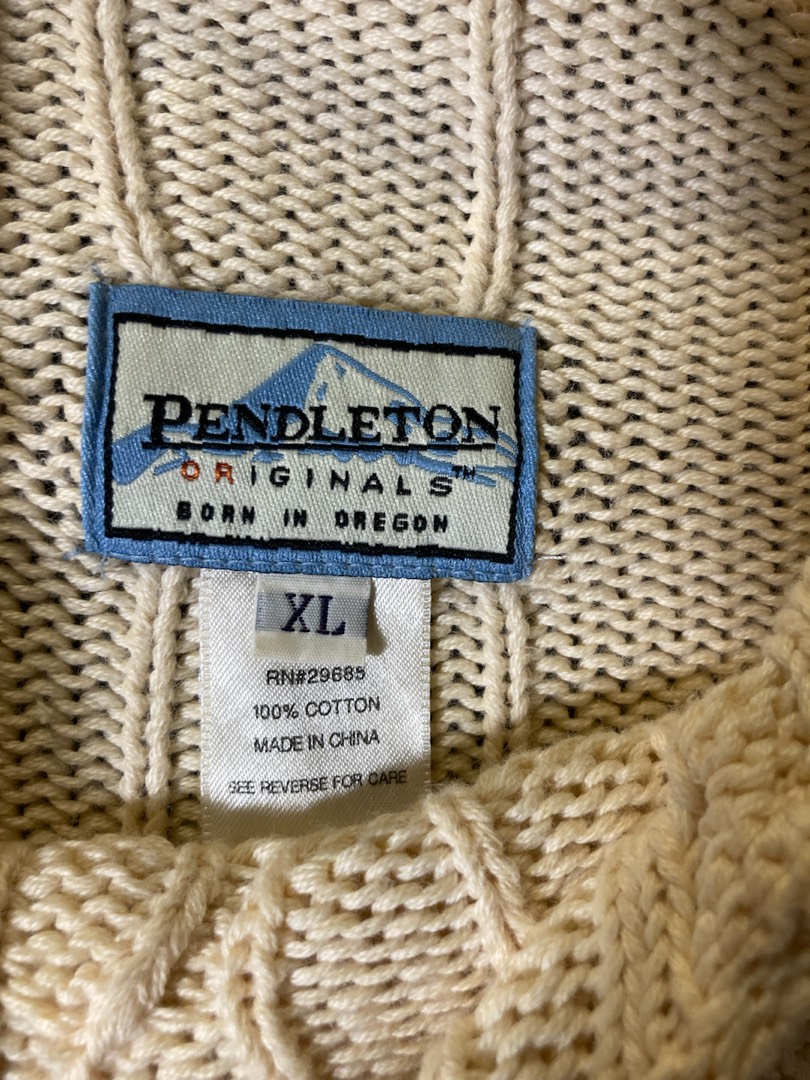 PENDLETON
ORIGINALS™
BORN IN OREGON
XL
RN#29685
100% COTTON
MADE IN CHINA
SEE REVERSE FOR CARE